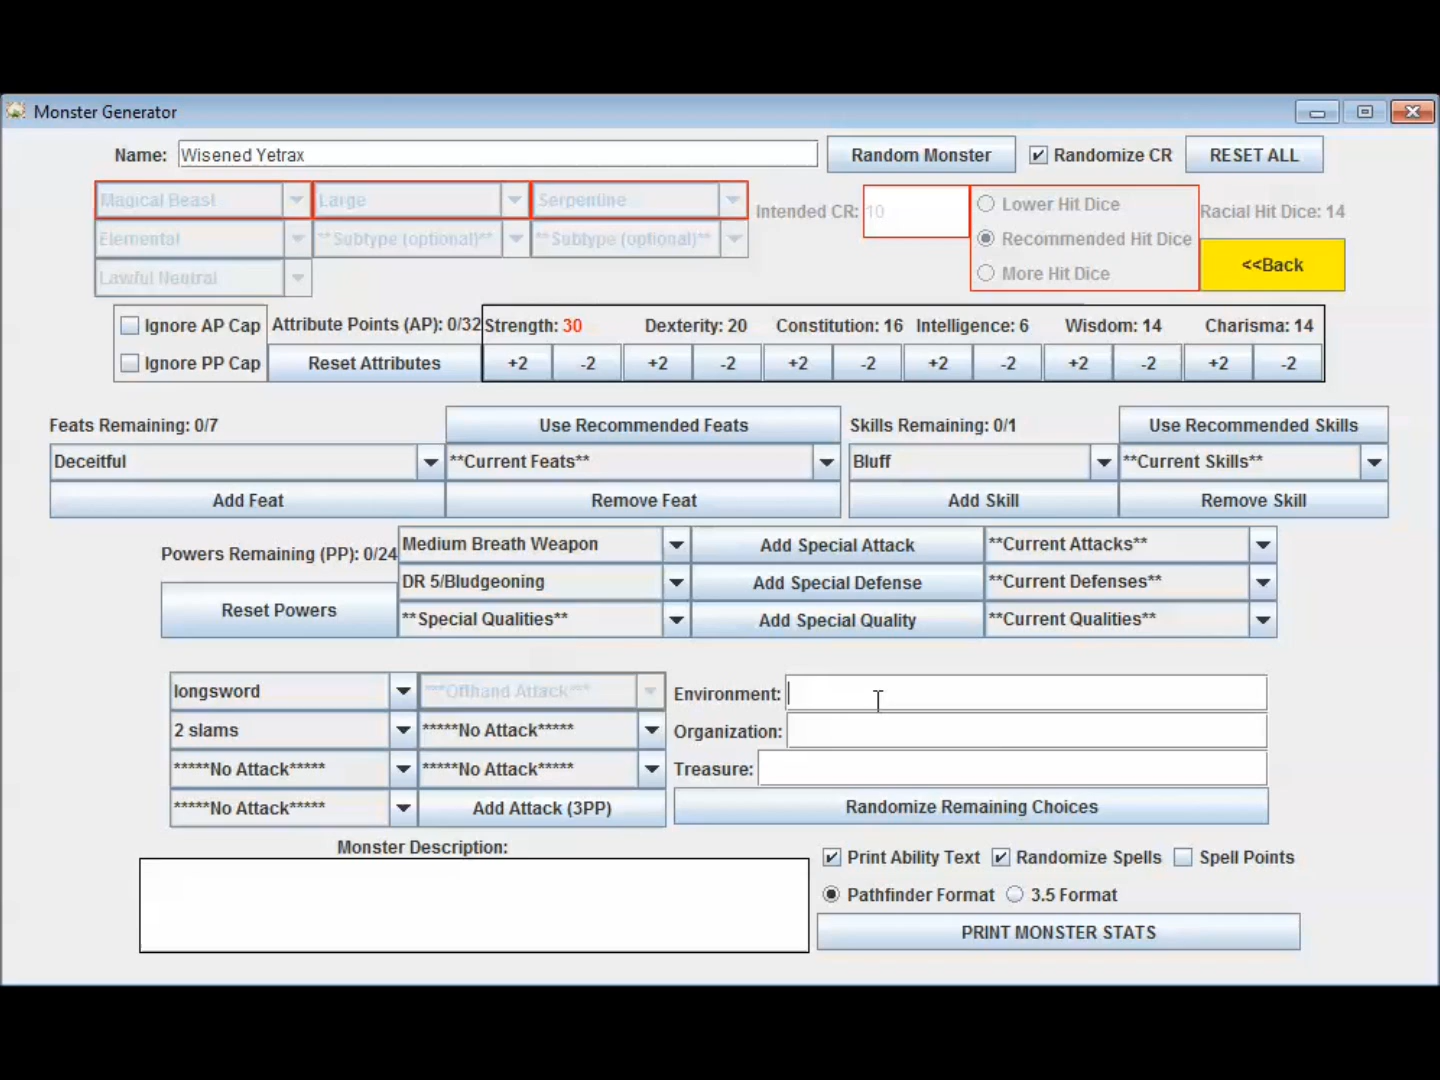 Monster Generator
Name: Wisened Yetrax Random Monster Randomize CR RESET ALL
Magical Beast Large Serpentine Intended CR: 10 Lower Hit Dice Racial Hit Dice: 14
Elemental **Subtype (optional)** **Subtype (optional)** Recommended Hit Dice <<Back
Lawful Neutral More Hit Dice
Ignore AP Cap Attribute Points (AP): 0/32 Strength: 30 Dexterity: 20 Constitution: 16 Intelligence: 6 Wisdom: 14 Charisma: 14
Ignore PP Cap Reset Attributes +2 -2 +2 -2 +2 -2 +2 -2 +2 -2 +2 -2
Feats Remaining: 0/7 Use Recommended Feats Skills Remaining: 0/1 Use Recommended Skills
Deceitful **Current Feats** Bluff **Current Skills**
Add Feat Remove Feat Add Skill Remove Skill
Powers Remaining (PP): 0/24 Medium Breath Weapon Add Special Attack **Current Attacks**
DR 5/Bludgeoning Add Special Defense **Current Defenses**
Reset Powers **Special Qualities** Add Special Quality **Current Qualities**
longsword ***Offhand Attack*** Environment:
2 slams *****No Attack***** Organization:
*****No Attack***** *****No Attack***** Treasure:
*****No Attack***** Add Attack (3PP) Randomize Remaining Choices
Monster Description: Print Ability Text Randomize Spells Spell Points
Pathfinder Format 3.5 Format
PRINT MONSTER STATS